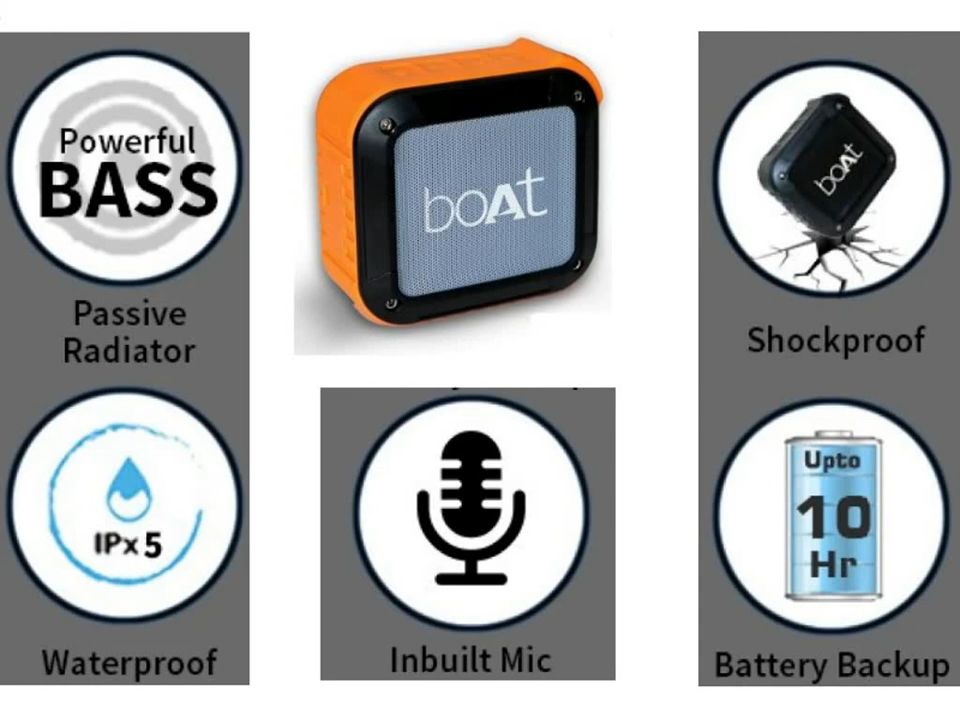 Powerful
BASS
Passive
Radiator
boAt
boAt
Shockproof
IPx5
Waterproof
Inbuilt Mic
Upto
10
Hr
Battery Backup